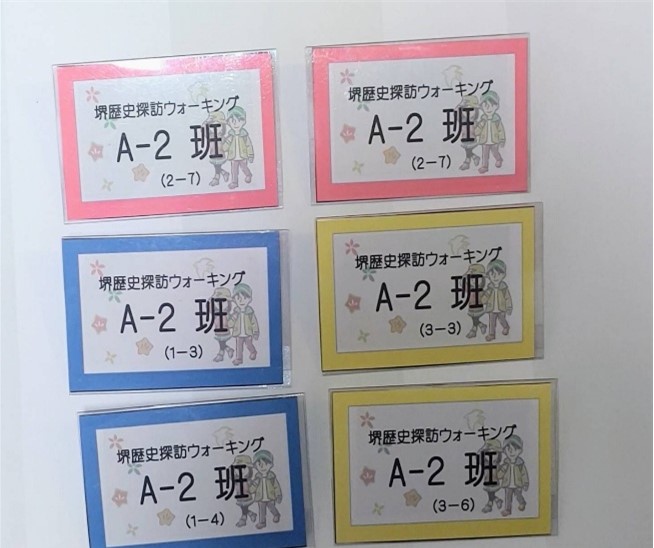 堺歴史探訪ウォーキング
A-2 班
(2-7)
堺歴史探訪ウォーキング
A-2 班
(2-7)
堺歴史探訪ウォーキング
A-2 班
(1-3)
堺歴史探訪ウォーキング
A-2 班
(3-3)
堺歴史探訪ウォーキング
A-2 班
(1-4)
堺歴史探訪ウォーキング
A-2 班
(3-6)